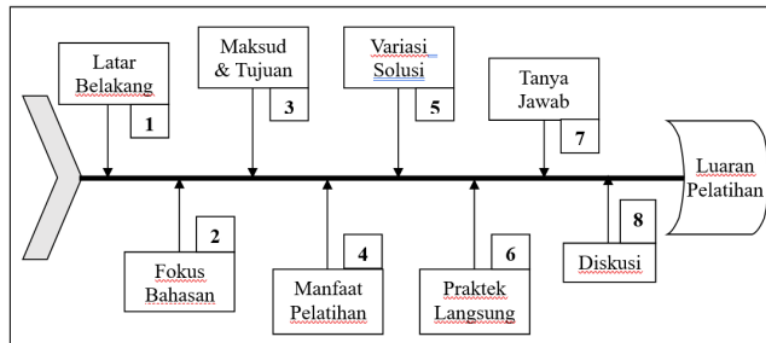 Latar
Belakang
1
Fokus
Bahasan
2
Maksud
& Tujuan
3
Manfaat
Pelatihan
4
Variasi
Solusi
5
Praktek
Langsung
6
Tanya
Jawab
7
Diskusi
8
Luaran
Pelatihan